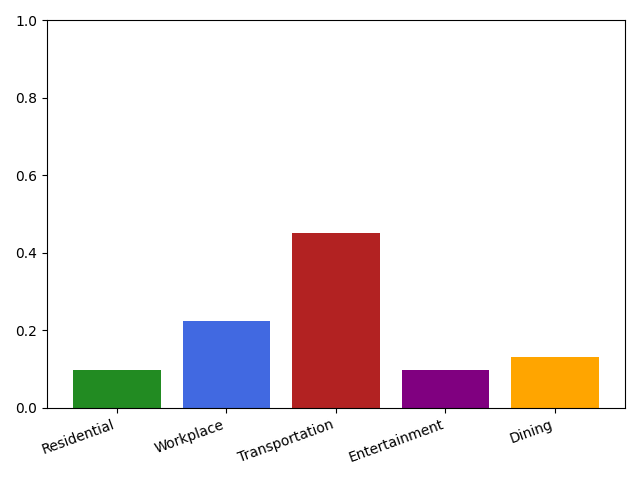 1.0
0.8
0.6
0.4
0.2
0.0
Residential
Workplace
Transportation
Entertainment
Dining